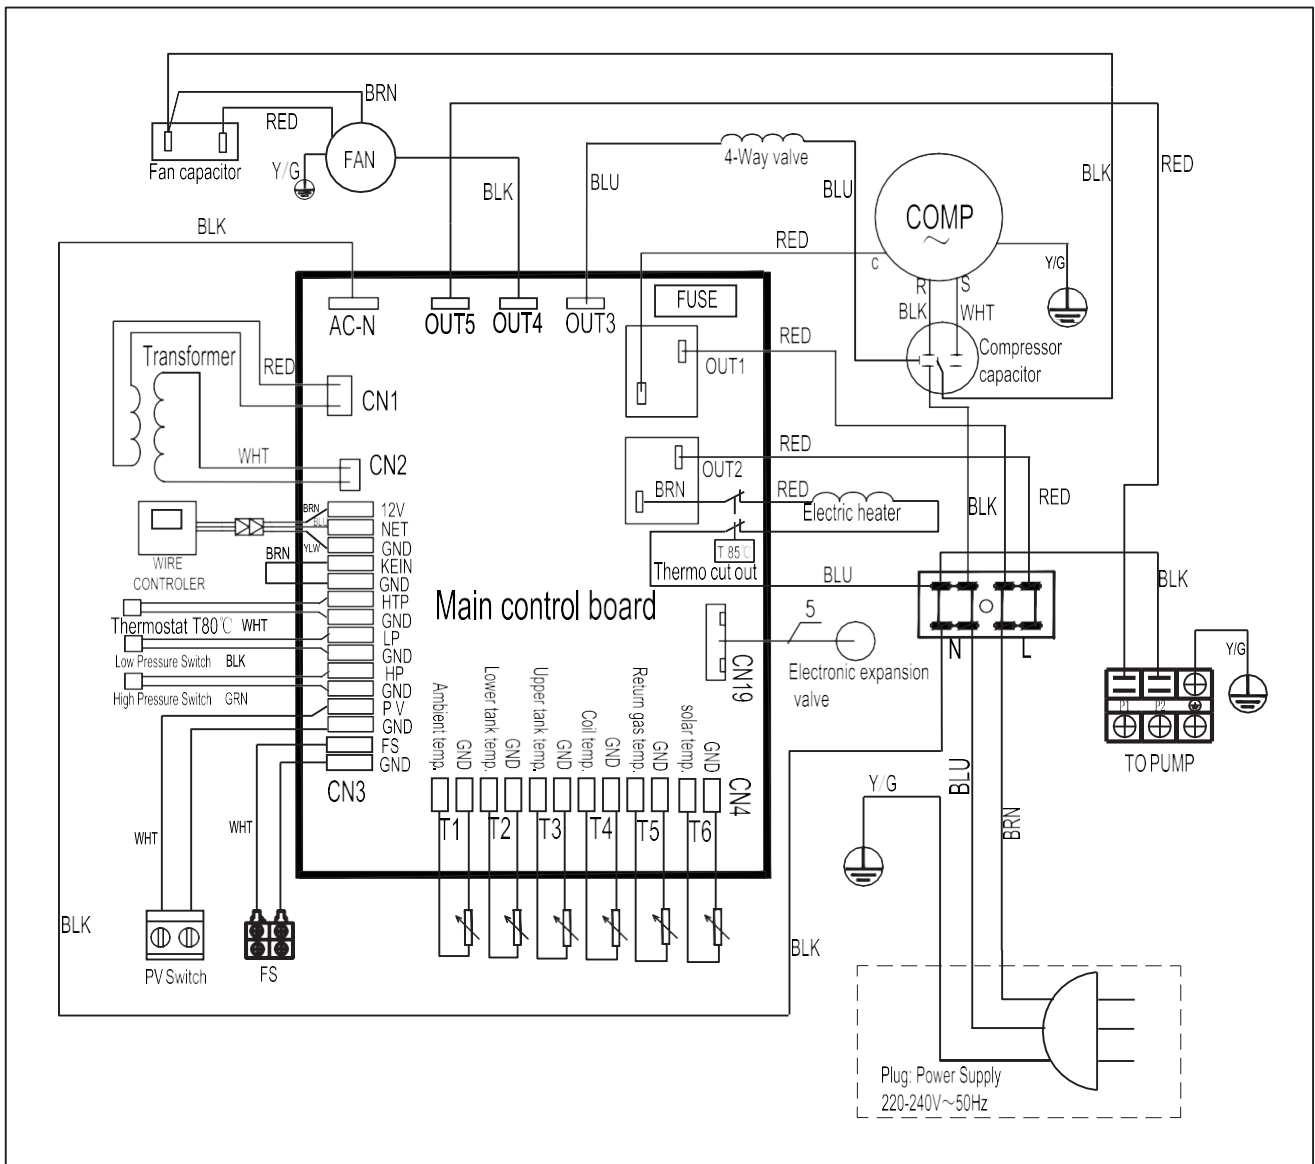 BRN
RED
FAN
Y/G
Fan capacitor
BLK
BLU
4-Way valve
BLU
COMP
~
BLK
RED
BLK
RED
C
R
S
Y/G
BLK
WHT
Compressor
capacitor
AC-N
OUT5
OUT4
OUT3
FUSE
Transformer
RED
CN1
OUT1
RED
WHT
CN2
OUT2
RED
BRN
RED
Electric heater
BLK
RED
T 85℃
Thermo cut out
BLU
BLK
WIRE
CONTROLER
BRN
BLU
YLW
BRN
12V
NET
GND
KEIN
GND
HTP
GND
LP
GND
HP
GND
PV
GND
FS
GND
CN3
Thermostat T80℃ WHT
Low Pressure Switch BLK
High Pressure Switch GRN
Main control board
5
Electronic expansion
valve
CN19
N
L
Y/G
P1
P2
TO PUMP
Ambient temp.
GND
Lower tank temp.
GND
Upper tank temp.
GND
Coil temp.
GND
Return gas temp.
GND
solar temp.
GND
CN4
T1
T2
T3
T4
T5
T6
WHT
WHT
Y/G
BLU
BRN
BLK
PV Switch
FS
BLK
Plug: Power Supply
220-240V～50Hz